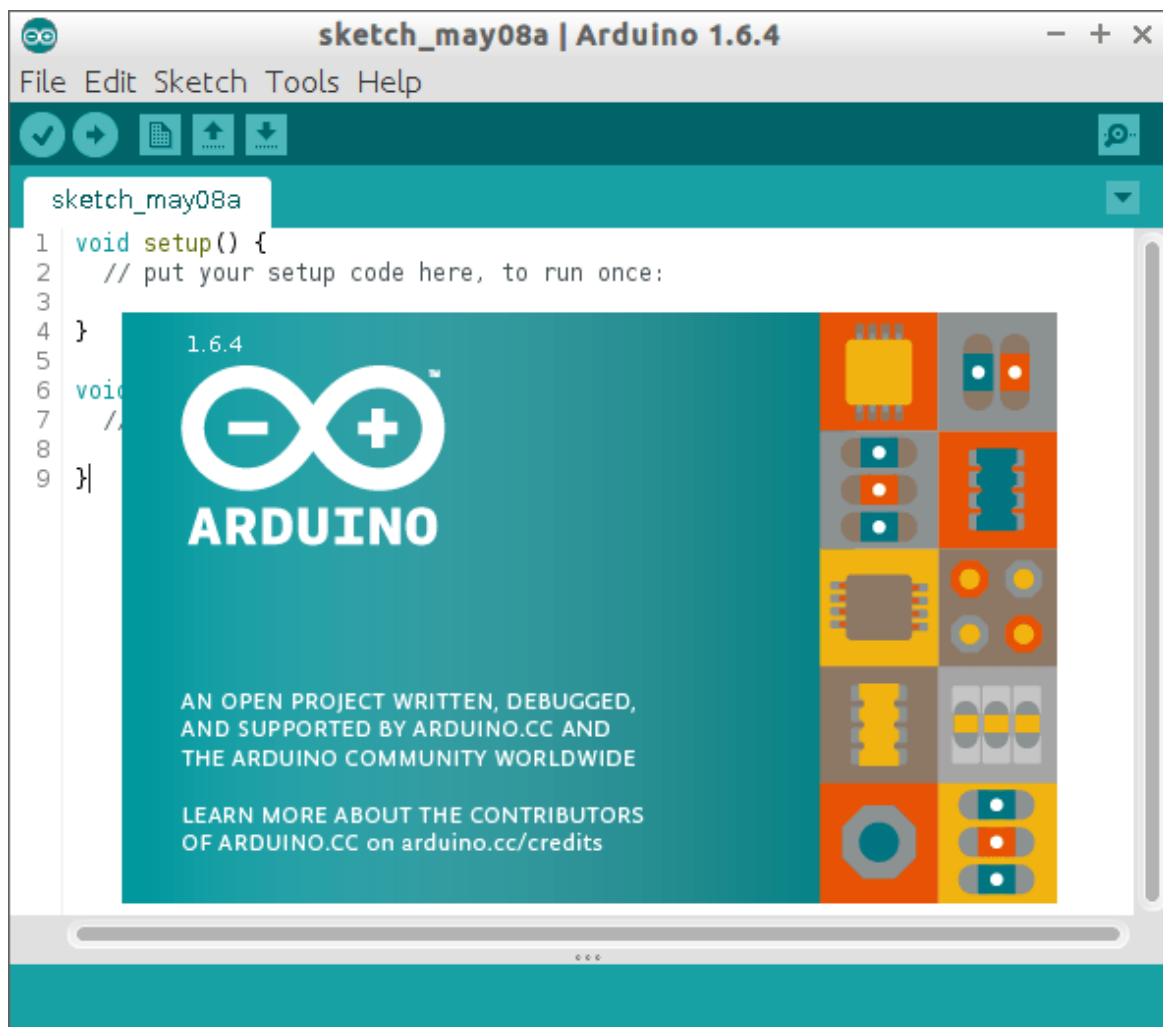 sketch_may08a | Arduino 1.6.4
File Edit Sketch Tools Help
sketch_may08a
1 void setup() {
2 // put your setup code here, to run once:
3
4 }
5
6 voi
7 //
8
9 }
1.6.4
™
ARDUINO
AN OPEN PROJECT WRITTEN, DEBUGGED,
AND SUPPORTED BY ARDUINO.CC AND
THE ARDUINO COMMUNITY WORLDWIDE
LEARN MORE ABOUT THE CONTRIBUTORS
OF ARDUINO.CC on arduino.cc/credits